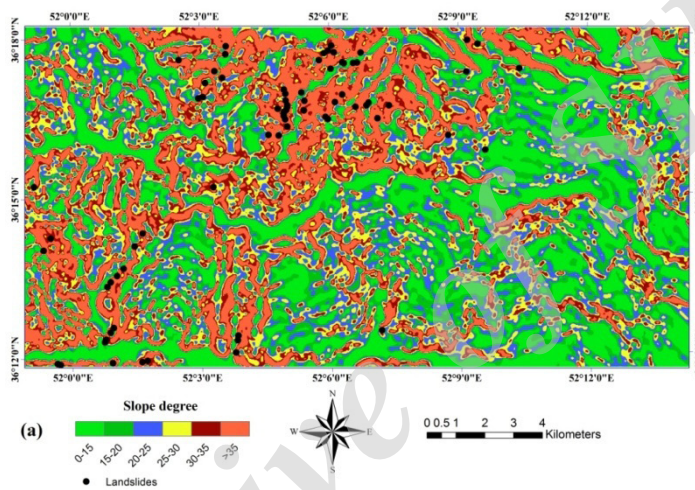 52°0'0"E 52°3'0"E 52°6'0"E 52°9'0"E 52°12'0"E
36°18'0"N
36°15'0"N
36°12'0"N
52°0'0"E 52°3'0"E 52°6'0"E 52°9'0"E 52°12'0"E
(a)
Slope degree
0-15 15-20 20-25 25-30 30-35 >35
Landslides
N
W E
S
0 0.5 1 2 3 4
Kilometers
ive of S